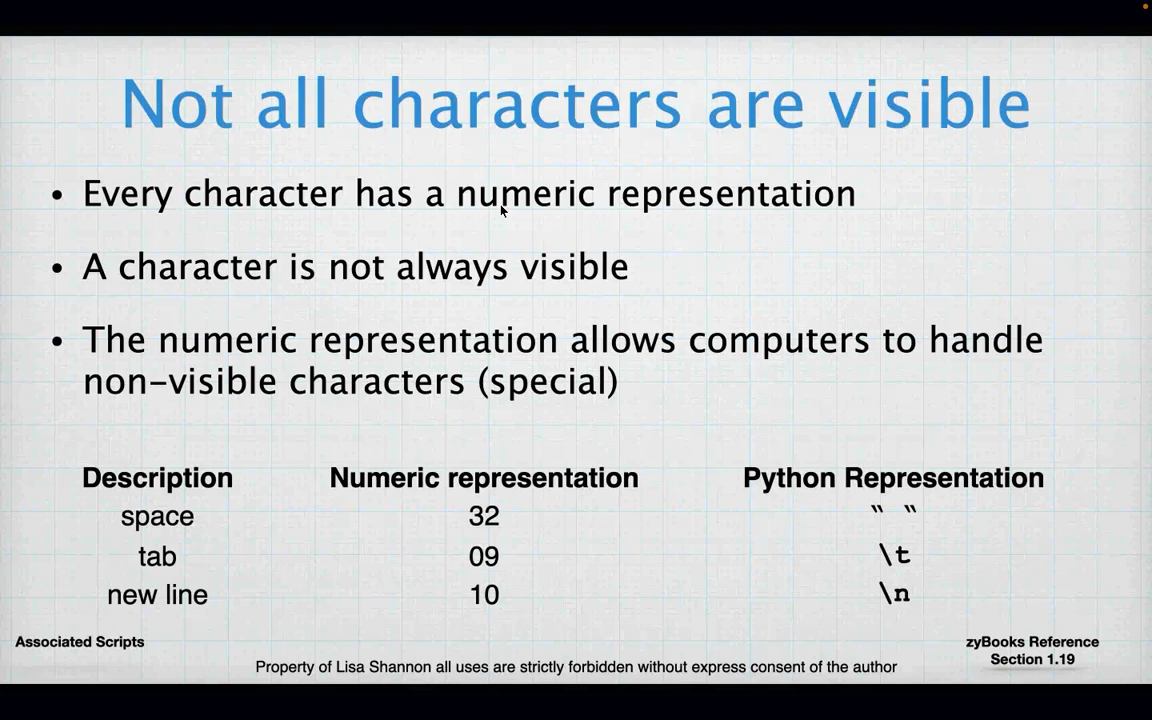 Not all characters are visible
• Every character has a numeric representation
• A character is not always visible
• The numeric representation allows computers to handle
non-visible characters (special)
Description Numeric representation Python Representation
space 32 " "
tab 09 \t
new line 10 \n
Associated Scripts
zyBooks Reference
Section 1.19
Property of Lisa Shannon all uses are strictly forbidden without express consent of the author